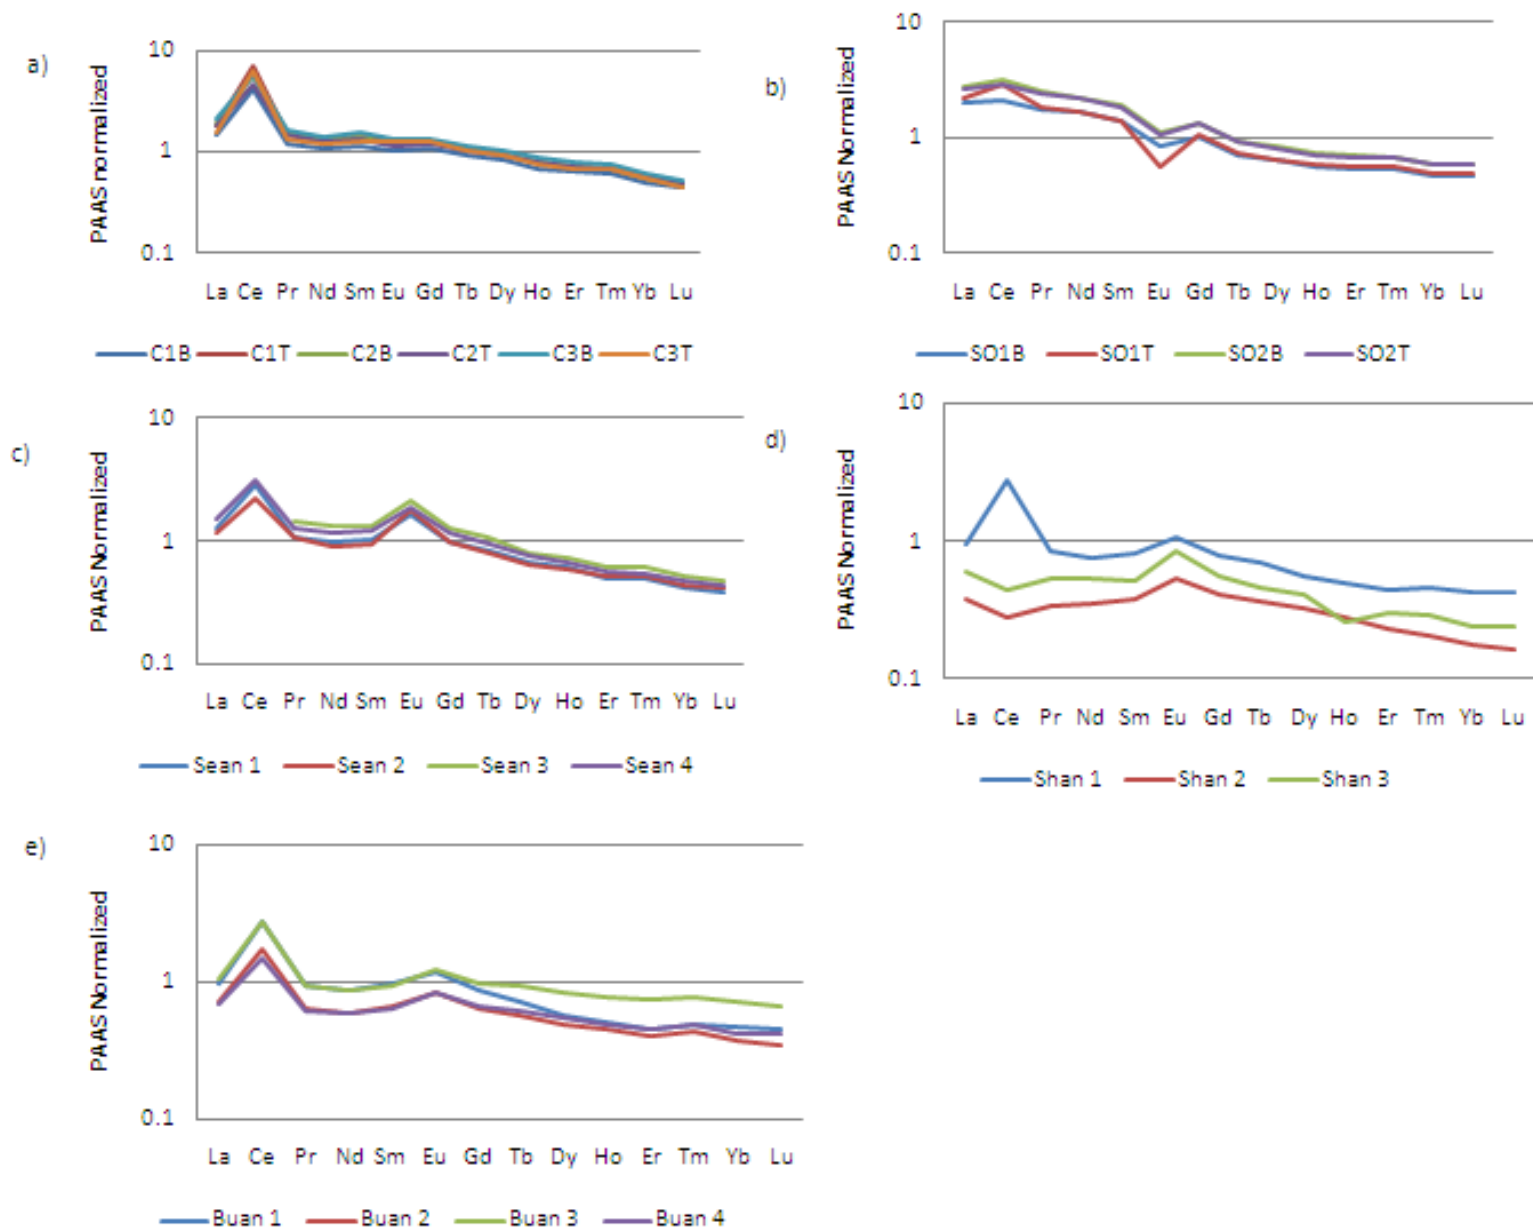 a)
PAAS normalized
10
1
0.1
La Ce Pr Nd Sm Eu Gd Tb Dy Ho Er Tm Yb Lu
C1B C1T C2B C2T C3B C3T
b)
PAAS Normalized
10
1
0.1
La Ce Pr Nd Sm Eu Gd Tb Dy Ho Er Tm Yb Lu
SO1B SO1T SO2B SO2T
c)
PAAS Normalized
10
1
0.1
La Ce Pr Nd Sm Eu Gd Tb Dy Ho Er Tm Yb Lu
Sean 1 Sean 2 Sean 3 Sean 4
d)
PAAS Normalized
10
1
0.1
La Ce Pr Nd Sm Eu Gd Tb Dy Ho Er Tm Yb Lu
Shan 1 Shan 2 Shan 3
e)
PAAS Normalized
10
1
0.1
La Ce Pr Nd Sm Eu Gd Tb Dy Ho Er Tm Yb Lu
Buan 1 Buan 2 Buan 3 Buan 4